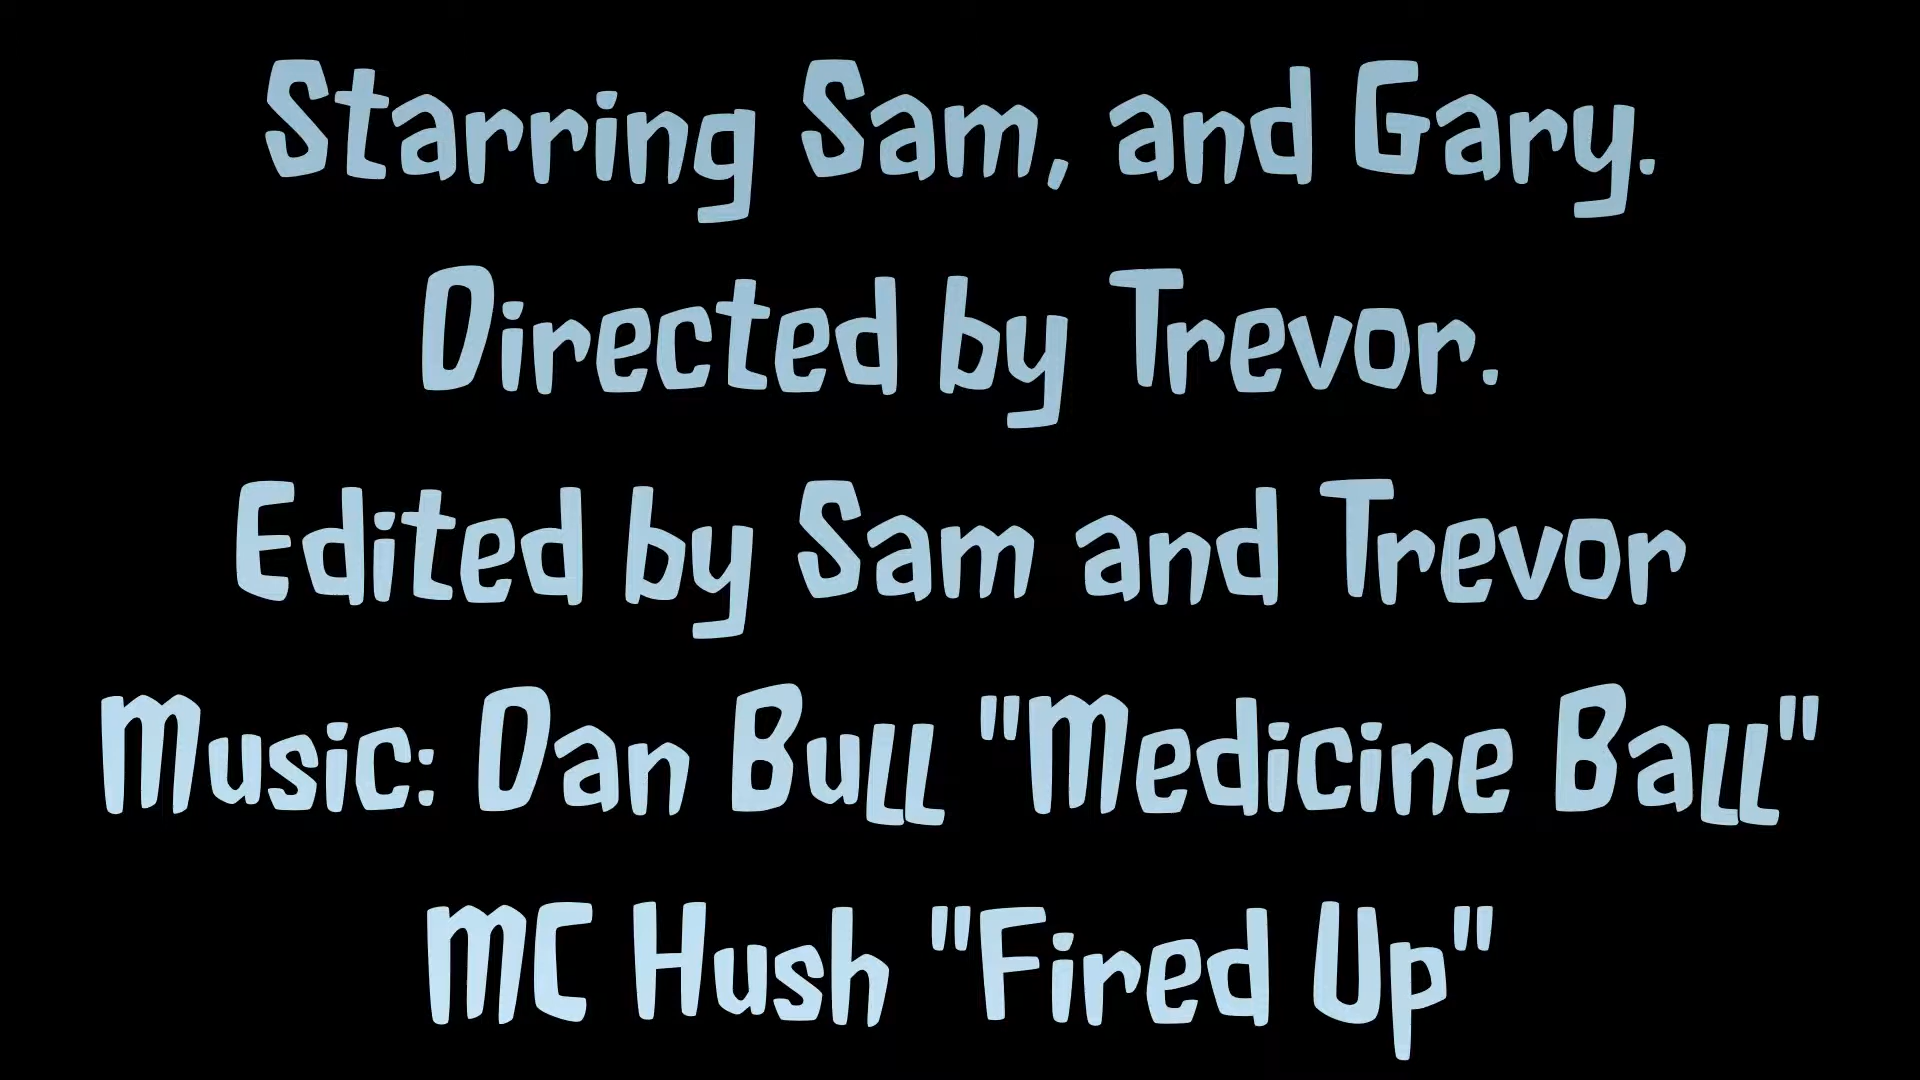 Starring Sam, and Gary.
Directed by Trevor.
Edited by Sam and Trevor
Music: Dan Bull "Medicine Ball"
MC Hush "Fired Up"